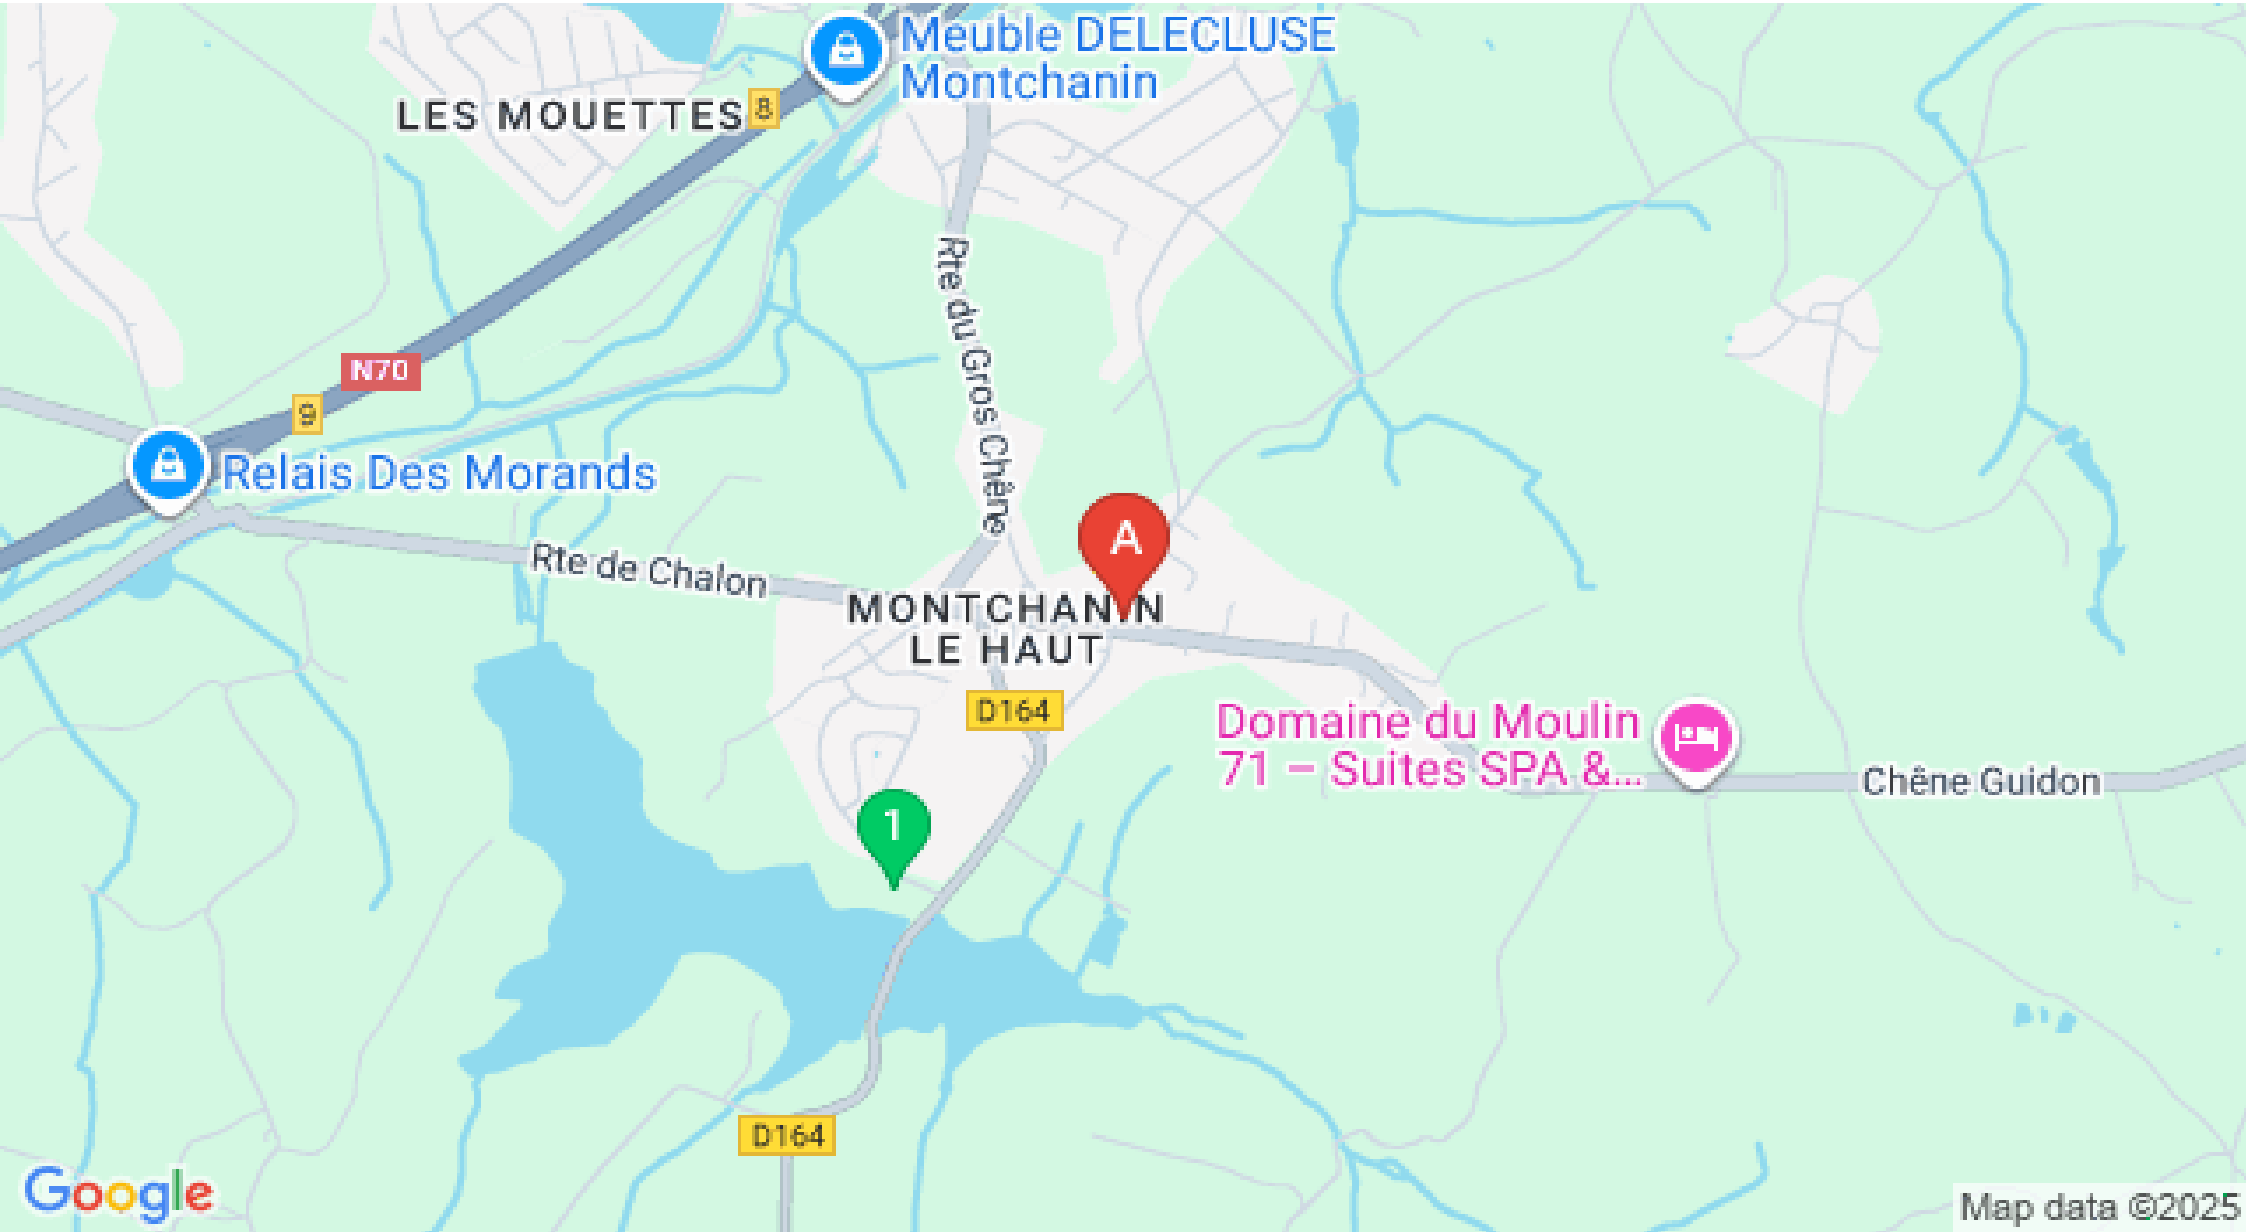 Meuble DELECLUSE
Montchanin
LES MOUETTES
8
Rte du Gros Chêne
N70
9
Relais Des Morands
A
Rte de Chalon
MONTCHANIN
LE HAUT
D164
Domaine du Moulin
71 – Suites SPA &...
Chêne Guidon
1
D164
Google
Map data ©2025